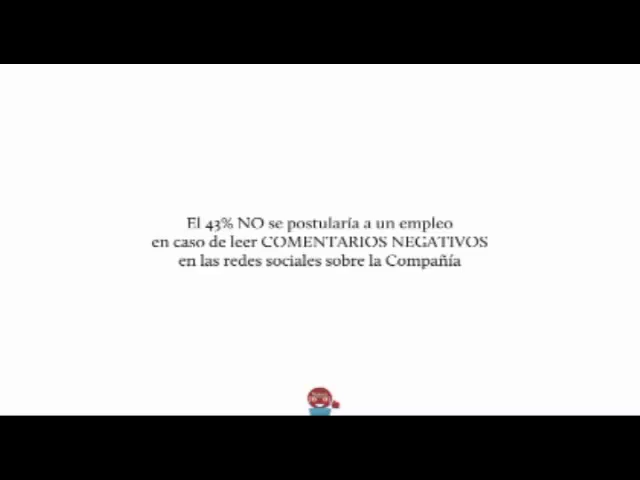 El 43% NO se postularía a un empleo
en caso de leer COMENTARIOS NEGATIVOS
en las redes sociales sobre la Compañía